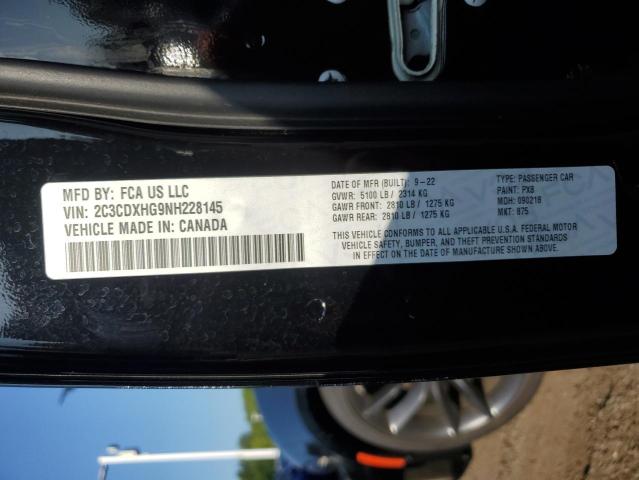 MFD BY: FCA US LLC
VIN: 2C3CDXHG9NH228145
VEHICLE MADE IN: CANADA
DATE OF MFR (BUILT): 9-22
GVWR: 5100 LB / 2314 KG
GAWR FRONT: 2810 LB / 1275 KG
GAWR REAR: 2810 LB / 1275 KG
TYPE: PASSENGER CAR
PAINT: PX8
MDH: 090218
MKT: 875
THIS VEHICLE CONFORMS TO ALL APPLICABLE U.S.A. FEDERAL MOTOR
VEHICLE SAFETY, BUMPER, AND THEFT PREVENTION STANDARDS
IN EFFECT ON THE DATE OF MANUFACTURE SHOWN ABOVE.